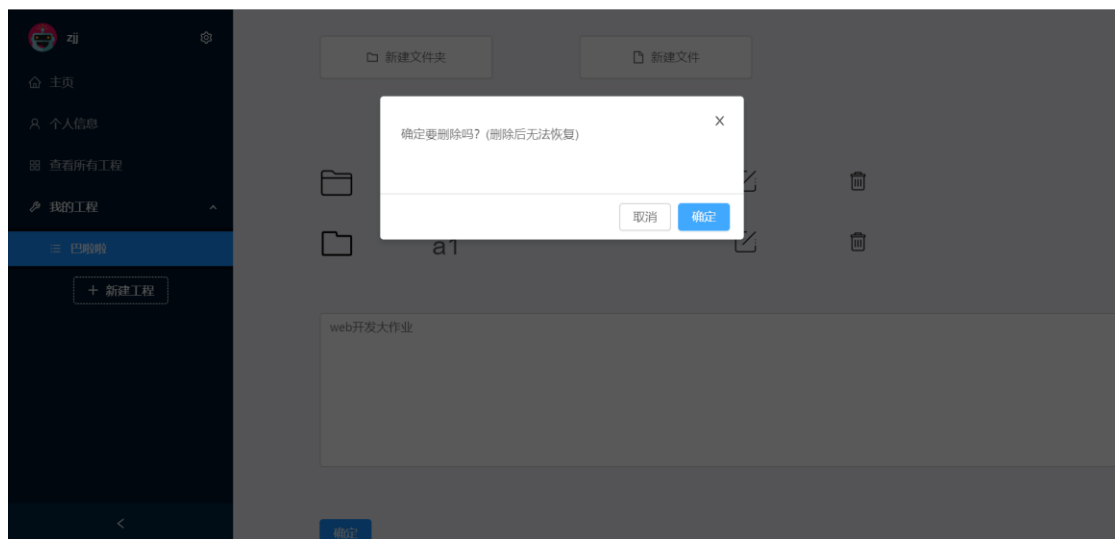 zjj
主页
个人信息
查看所有工程
我的工程
巴啦啦
新建工程
新建文件夹
新建文件
确定要删除吗？(删除后无法恢复)
取消
确定
a1
web开发大作业
确定